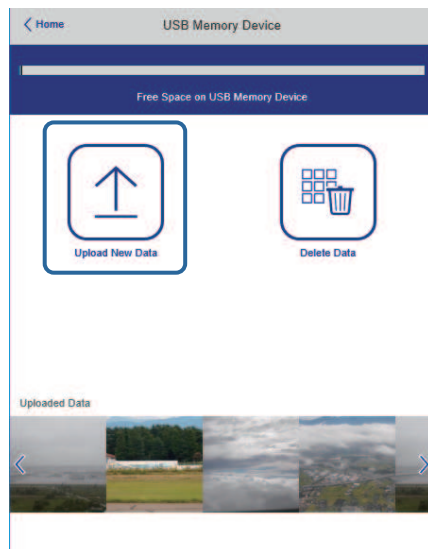 Home
USB Memory Device
Free Space on USB Memory Device
Upload New Data
Delete Data
Uploaded Data